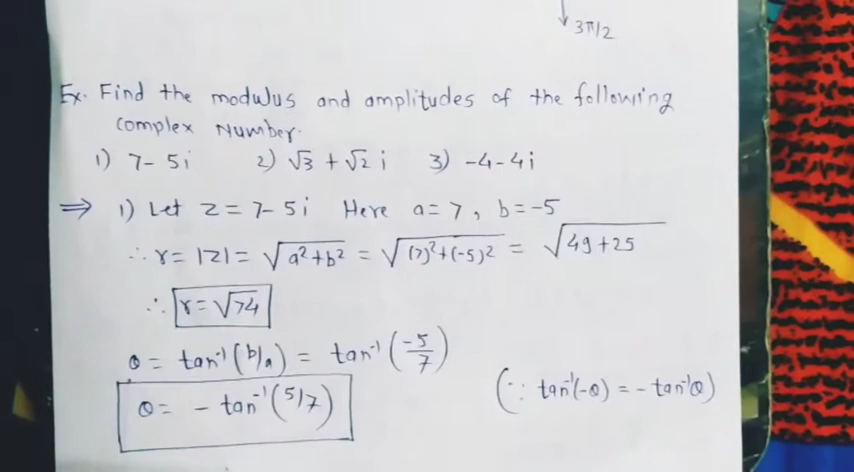 3π/2
Ex. Find the modulus and amplitudes of the following
complex Number.
1) 7-5i 2) √3 + √2 i 3) -4-4i
⇒ 1) Let z = 7-5i Here a=7, b=-5
∴ r = |z| = √(a²+b²) = √((7)²+(-5)²) = √(49+25)
∴ r=√74
θ = tan⁻¹(b/a) = tan⁻¹(-5/7)
θ = - tan⁻¹(5/7) (∵ tan⁻¹(-θ) = - tan⁻¹θ)